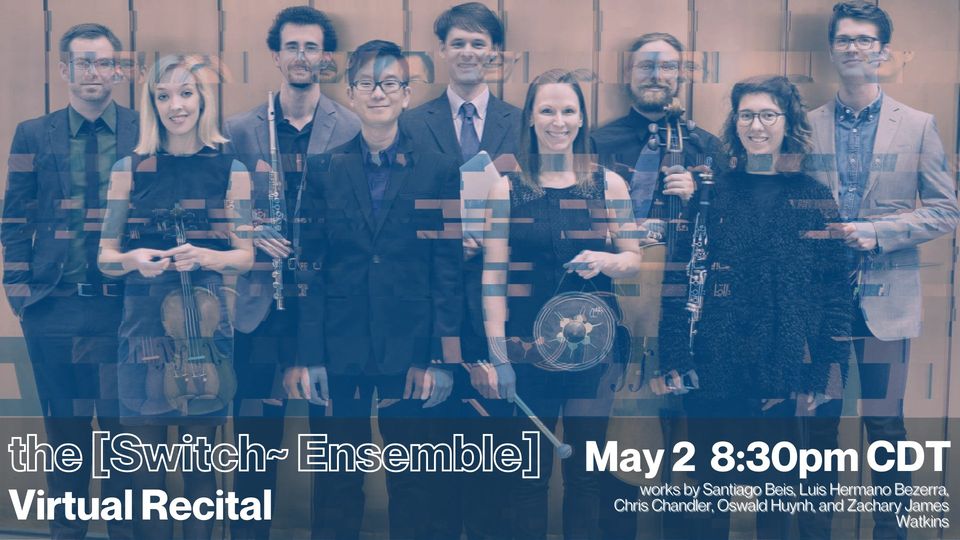 the [Switch~ Ensemble]
Virtual Recital
May 2 8:30pm CDT
works by Santiago Beis, Luis Hermano Bezerra,
Chris Chandler, Oswald Huynh, and Zachary James
Watkins